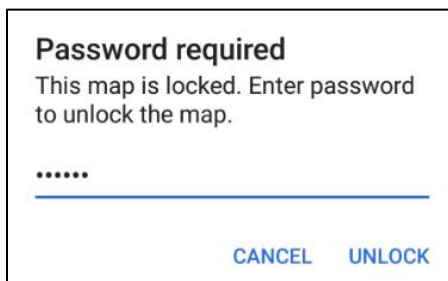 Password required
This map is locked. Enter password
to unlock the map.
••••••
CANCEL UNLOCK